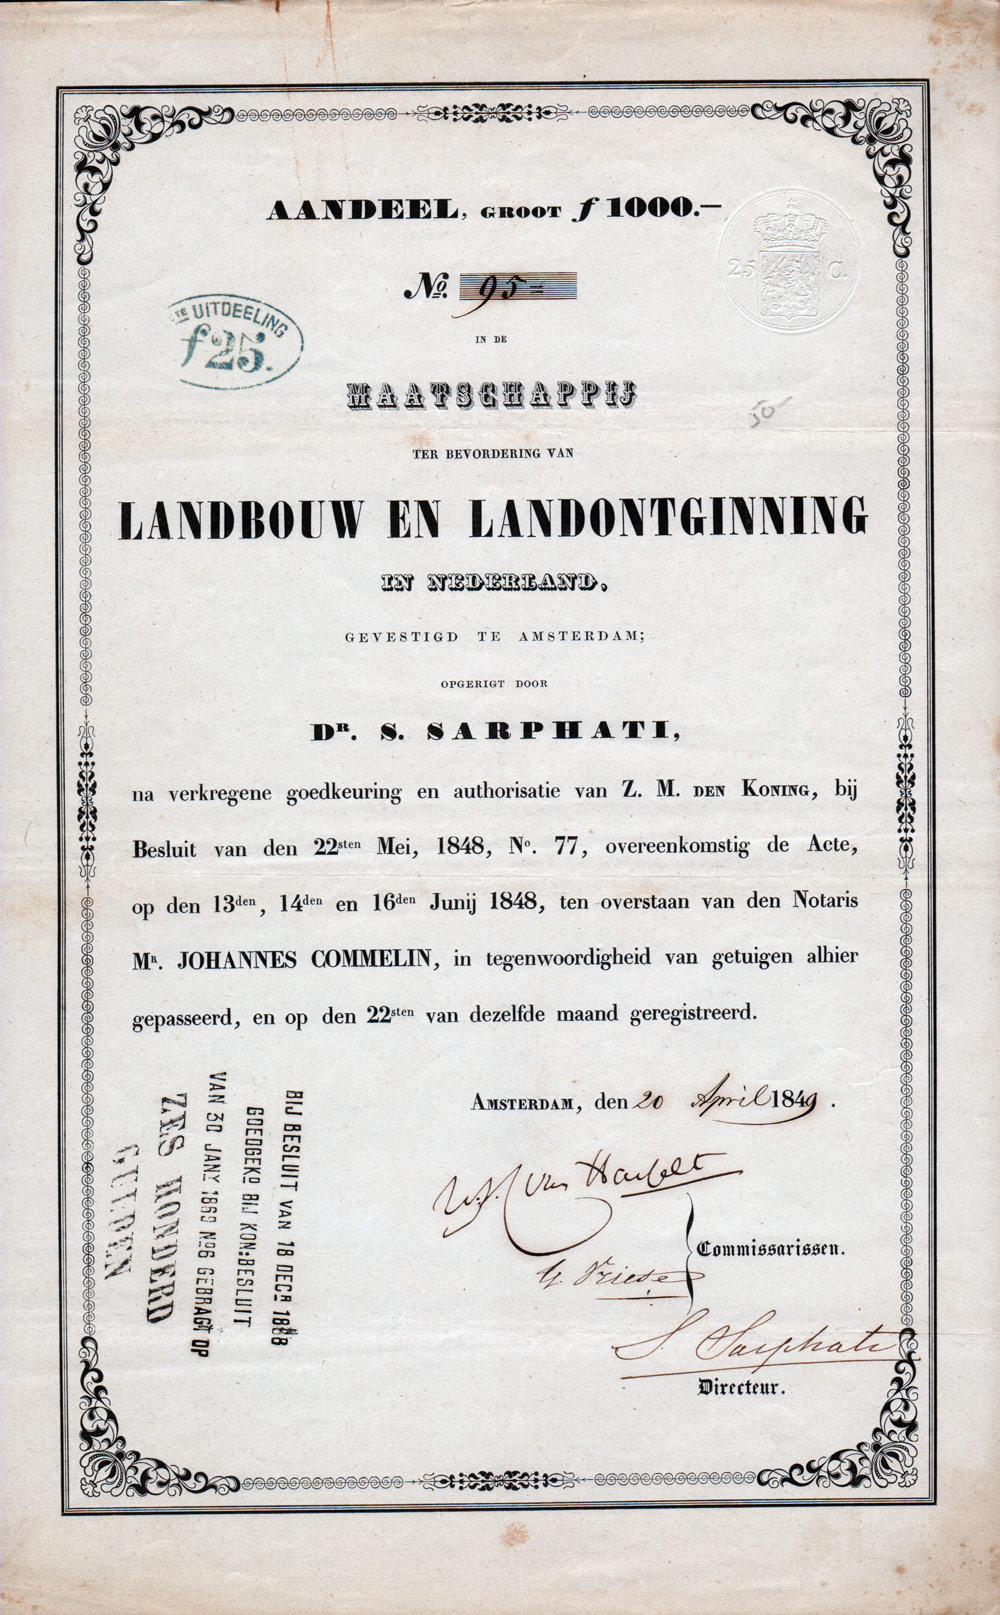 AANDEEL, GROOT ƒ 1000.—
No. 95
25 C.
TE UITDEELING
ƒ 25.
IN DE
MAATSCHAPPIJ
50-
TER BEVORDERING VAN
LANDBOUW EN LANDONTGINNING
IN NEDERLAND,
GEVESTIGD TE AMSTERDAM;
OPGERIGT DOOR
DR. S. SARPHATI,
na verkregene goedkeuring en authorisatie van Z. M. DEN KONING, bij
Besluit van den 22sten Mei, 1848, No. 77, overeenkomstig de Acte,
op den 13den, 14den en 16den Junij 1848, ten overstaan van den Notaris
MR. JOHANNES COMMELIN, in tegenwoordigheid van getuigen alhier
gepasseerd, en op den 22sten van dezelfde maand geregistreerd.
AMSTERDAM, den 20 April 1849.
G. Vriese
Commissarissen.
S. Sarphati
Directeur.
BIJ BESLUIT VAN 18 DECR
GOEDGEKD BIJ KON: BESLUIT
VAN 30 JANY 1869 No6 GEBRAGT OP
ZES HONDERD
GULDEN